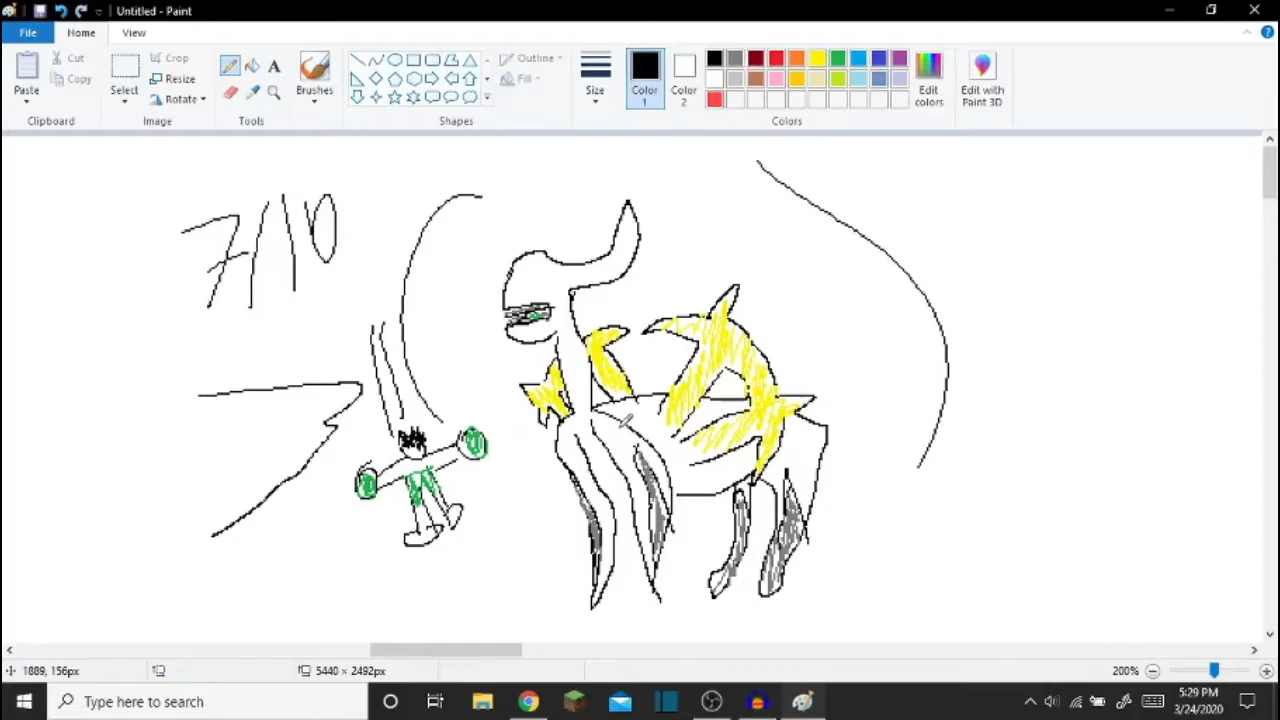 Untitled - Paint
File Home View
Paste Cut Copy
Select Crop Resize Rotate
A
Brushes
Outline Fill
Size
Color 1
Color 2
Edit colors
Edit with Paint 3D
Clipboard Image Tools Shapes Colors
7/10
1889, 156px 5440 × 2492px 200%
Type here to search
5:29 PM
3/24/2020